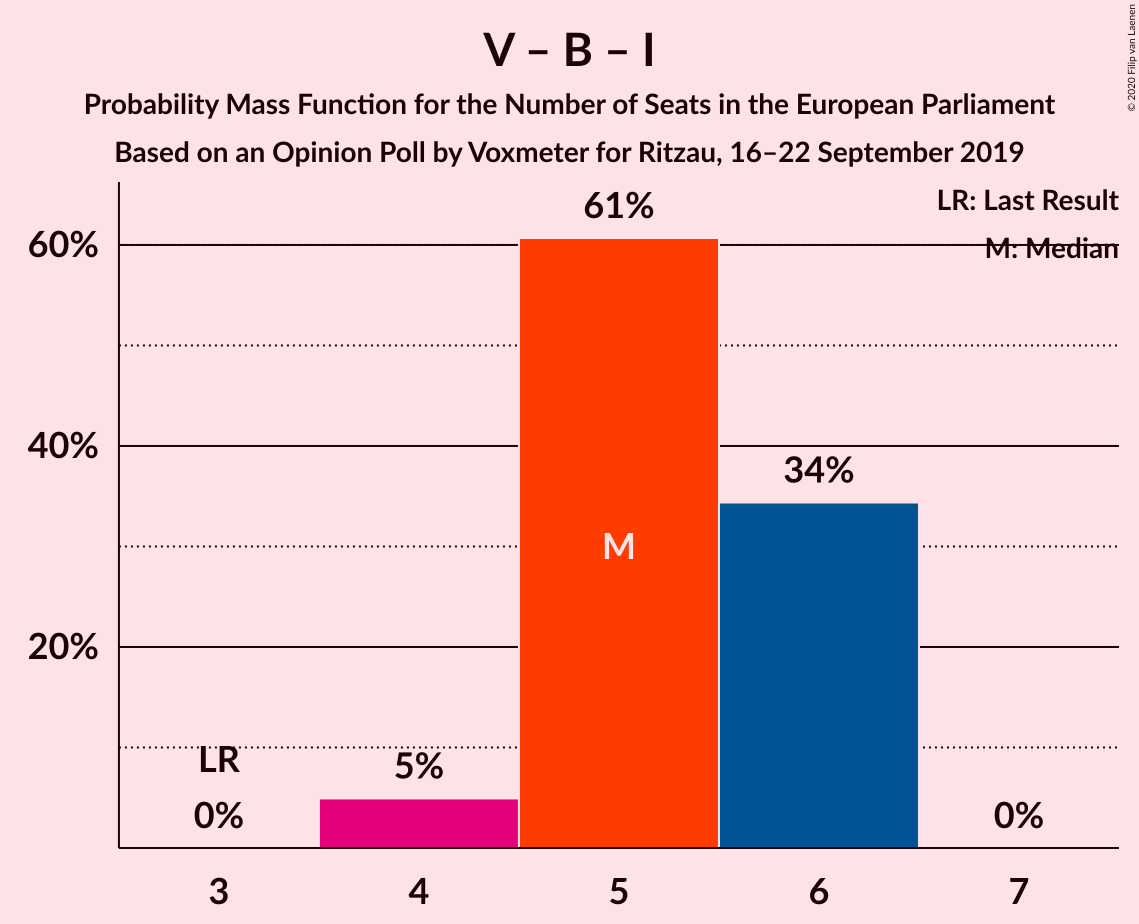 V – B – I
Probability Mass Function for the Number of Seats in the European Parliament
Based on an Opinion Poll by Voxmeter for Ritzau, 16–22 September 2019
© 2020 Filip van Laenen
LR: Last Result
M: Median
60%
40%
20%
61%
34%
M
LR
0%
5%
0%
3
4
5
6
7